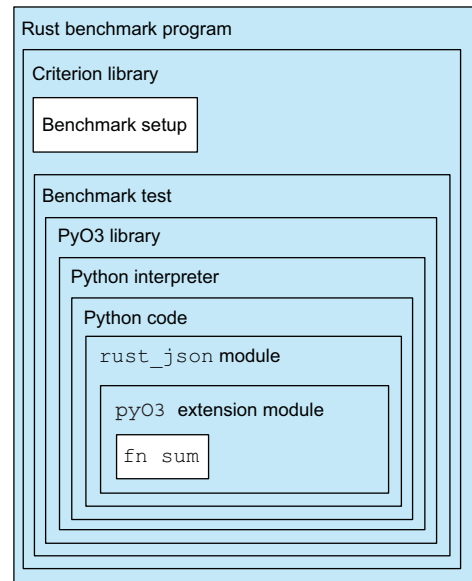 Rust benchmark program
Criterion library
Benchmark setup
Benchmark test
PyO3 library
Python interpreter
Python code
rust_json module
pyO3 extension module
fn sum